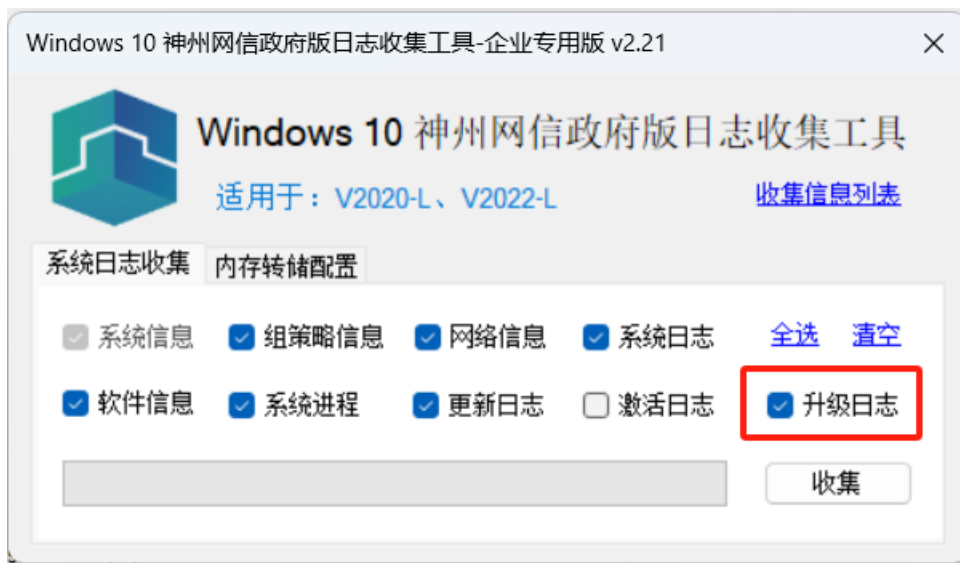 Windows 10 神州网信政府版日志收集工具-企业专用版 v2.21
Windows 10 神州网信政府版日志收集工具
适用于：V2020-L、V2022-L 收集信息列表
系统日志收集 内存转储配置
系统信息 组策略信息 网络信息 系统日志 全选 清空
软件信息 系统进程 更新日志 激活日志 升级日志
收集